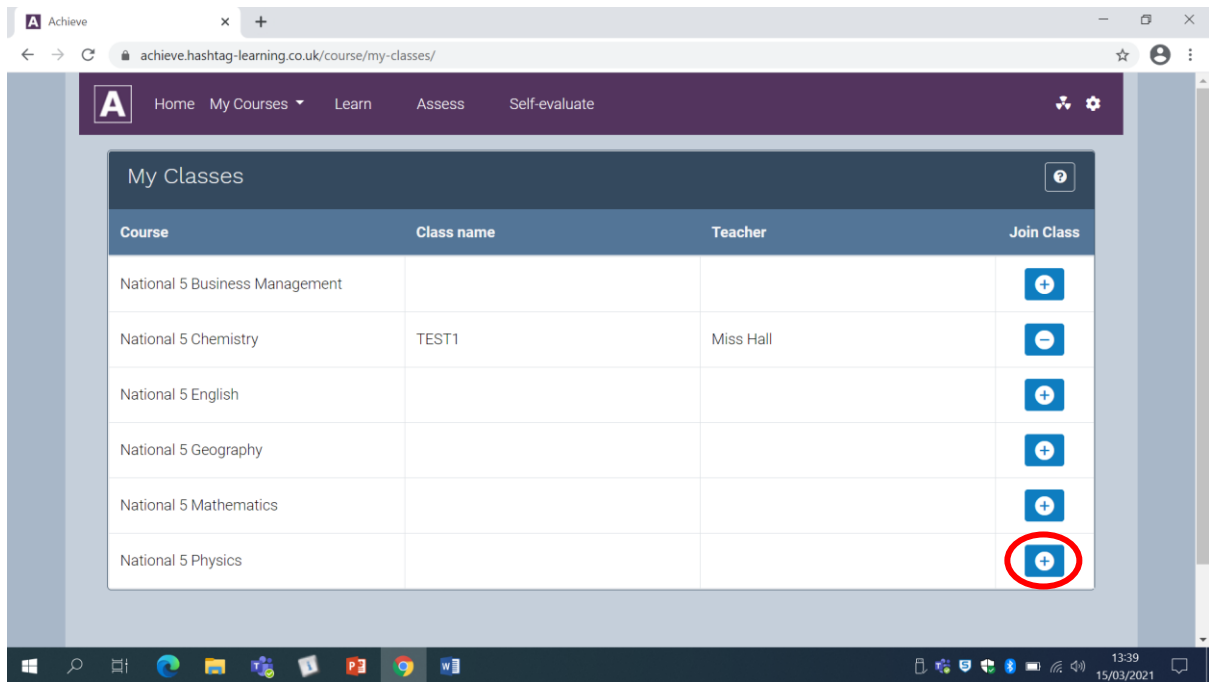 A Achieve
achieve.hashtag-learning.co.uk/course/my-classes/
A Home My Courses Learn Assess Self-evaluate
My Classes
Course Class name Teacher Join Class
National 5 Business Management
National 5 Chemistry TEST1 Miss Hall
National 5 English
National 5 Geography
National 5 Mathematics
National 5 Physics
13:39
15/03/2021